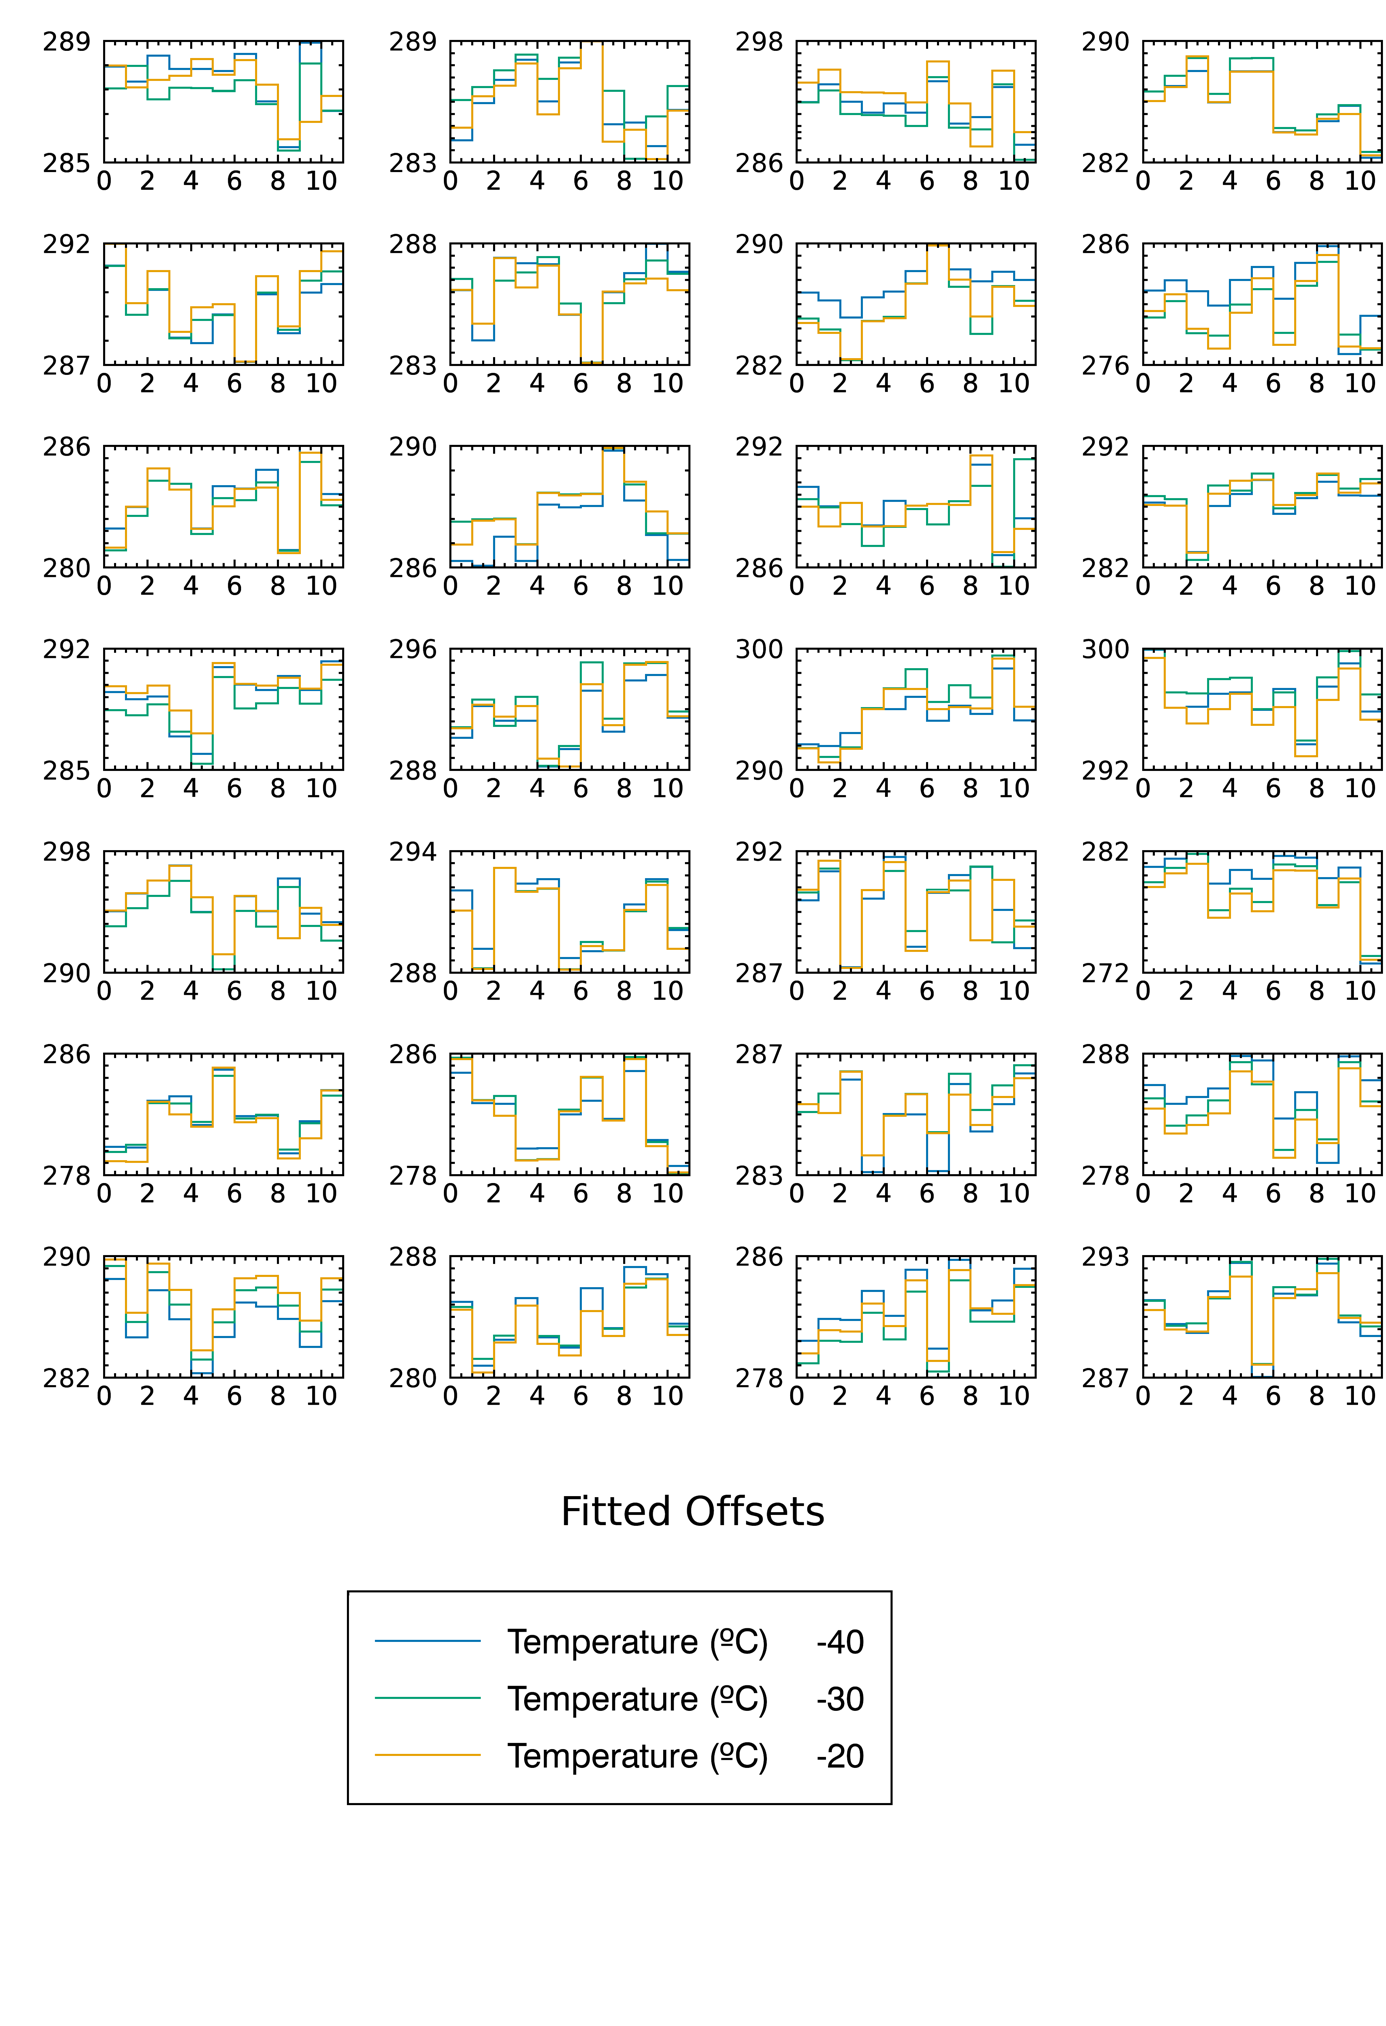 289 289 298 290
285 283 286 282
0 2 4 6 8 10 0 2 4 6 8 10 0 2 4 6 8 10 0 2 4 6 8 10
292 288 290 286
287 283 282 276
0 2 4 6 8 10 0 2 4 6 8 10 0 2 4 6 8 10 0 2 4 6 8 10
286 290 292 292
280 286 286 282
0 2 4 6 8 10 0 2 4 6 8 10 0 2 4 6 8 10 0 2 4 6 8 10
292 296 300 300
285 288 290 292
0 2 4 6 8 10 0 2 4 6 8 10 0 2 4 6 8 10 0 2 4 6 8 10
298 294 292 282
290 288 287 272
0 2 4 6 8 10 0 2 4 6 8 10 0 2 4 6 8 10 0 2 4 6 8 10
286 286 287 288
278 278 283 278
0 2 4 6 8 10 0 2 4 6 8 10 0 2 4 6 8 10 0 2 4 6 8 10
290 288 286 293
282 280 278 287
0 2 4 6 8 10 0 2 4 6 8 10 0 2 4 6 8 10 0 2 4 6 8 10
Fitted Offsets
Temperature (ºC) -40
Temperature (ºC) -30
Temperature (ºC) -20